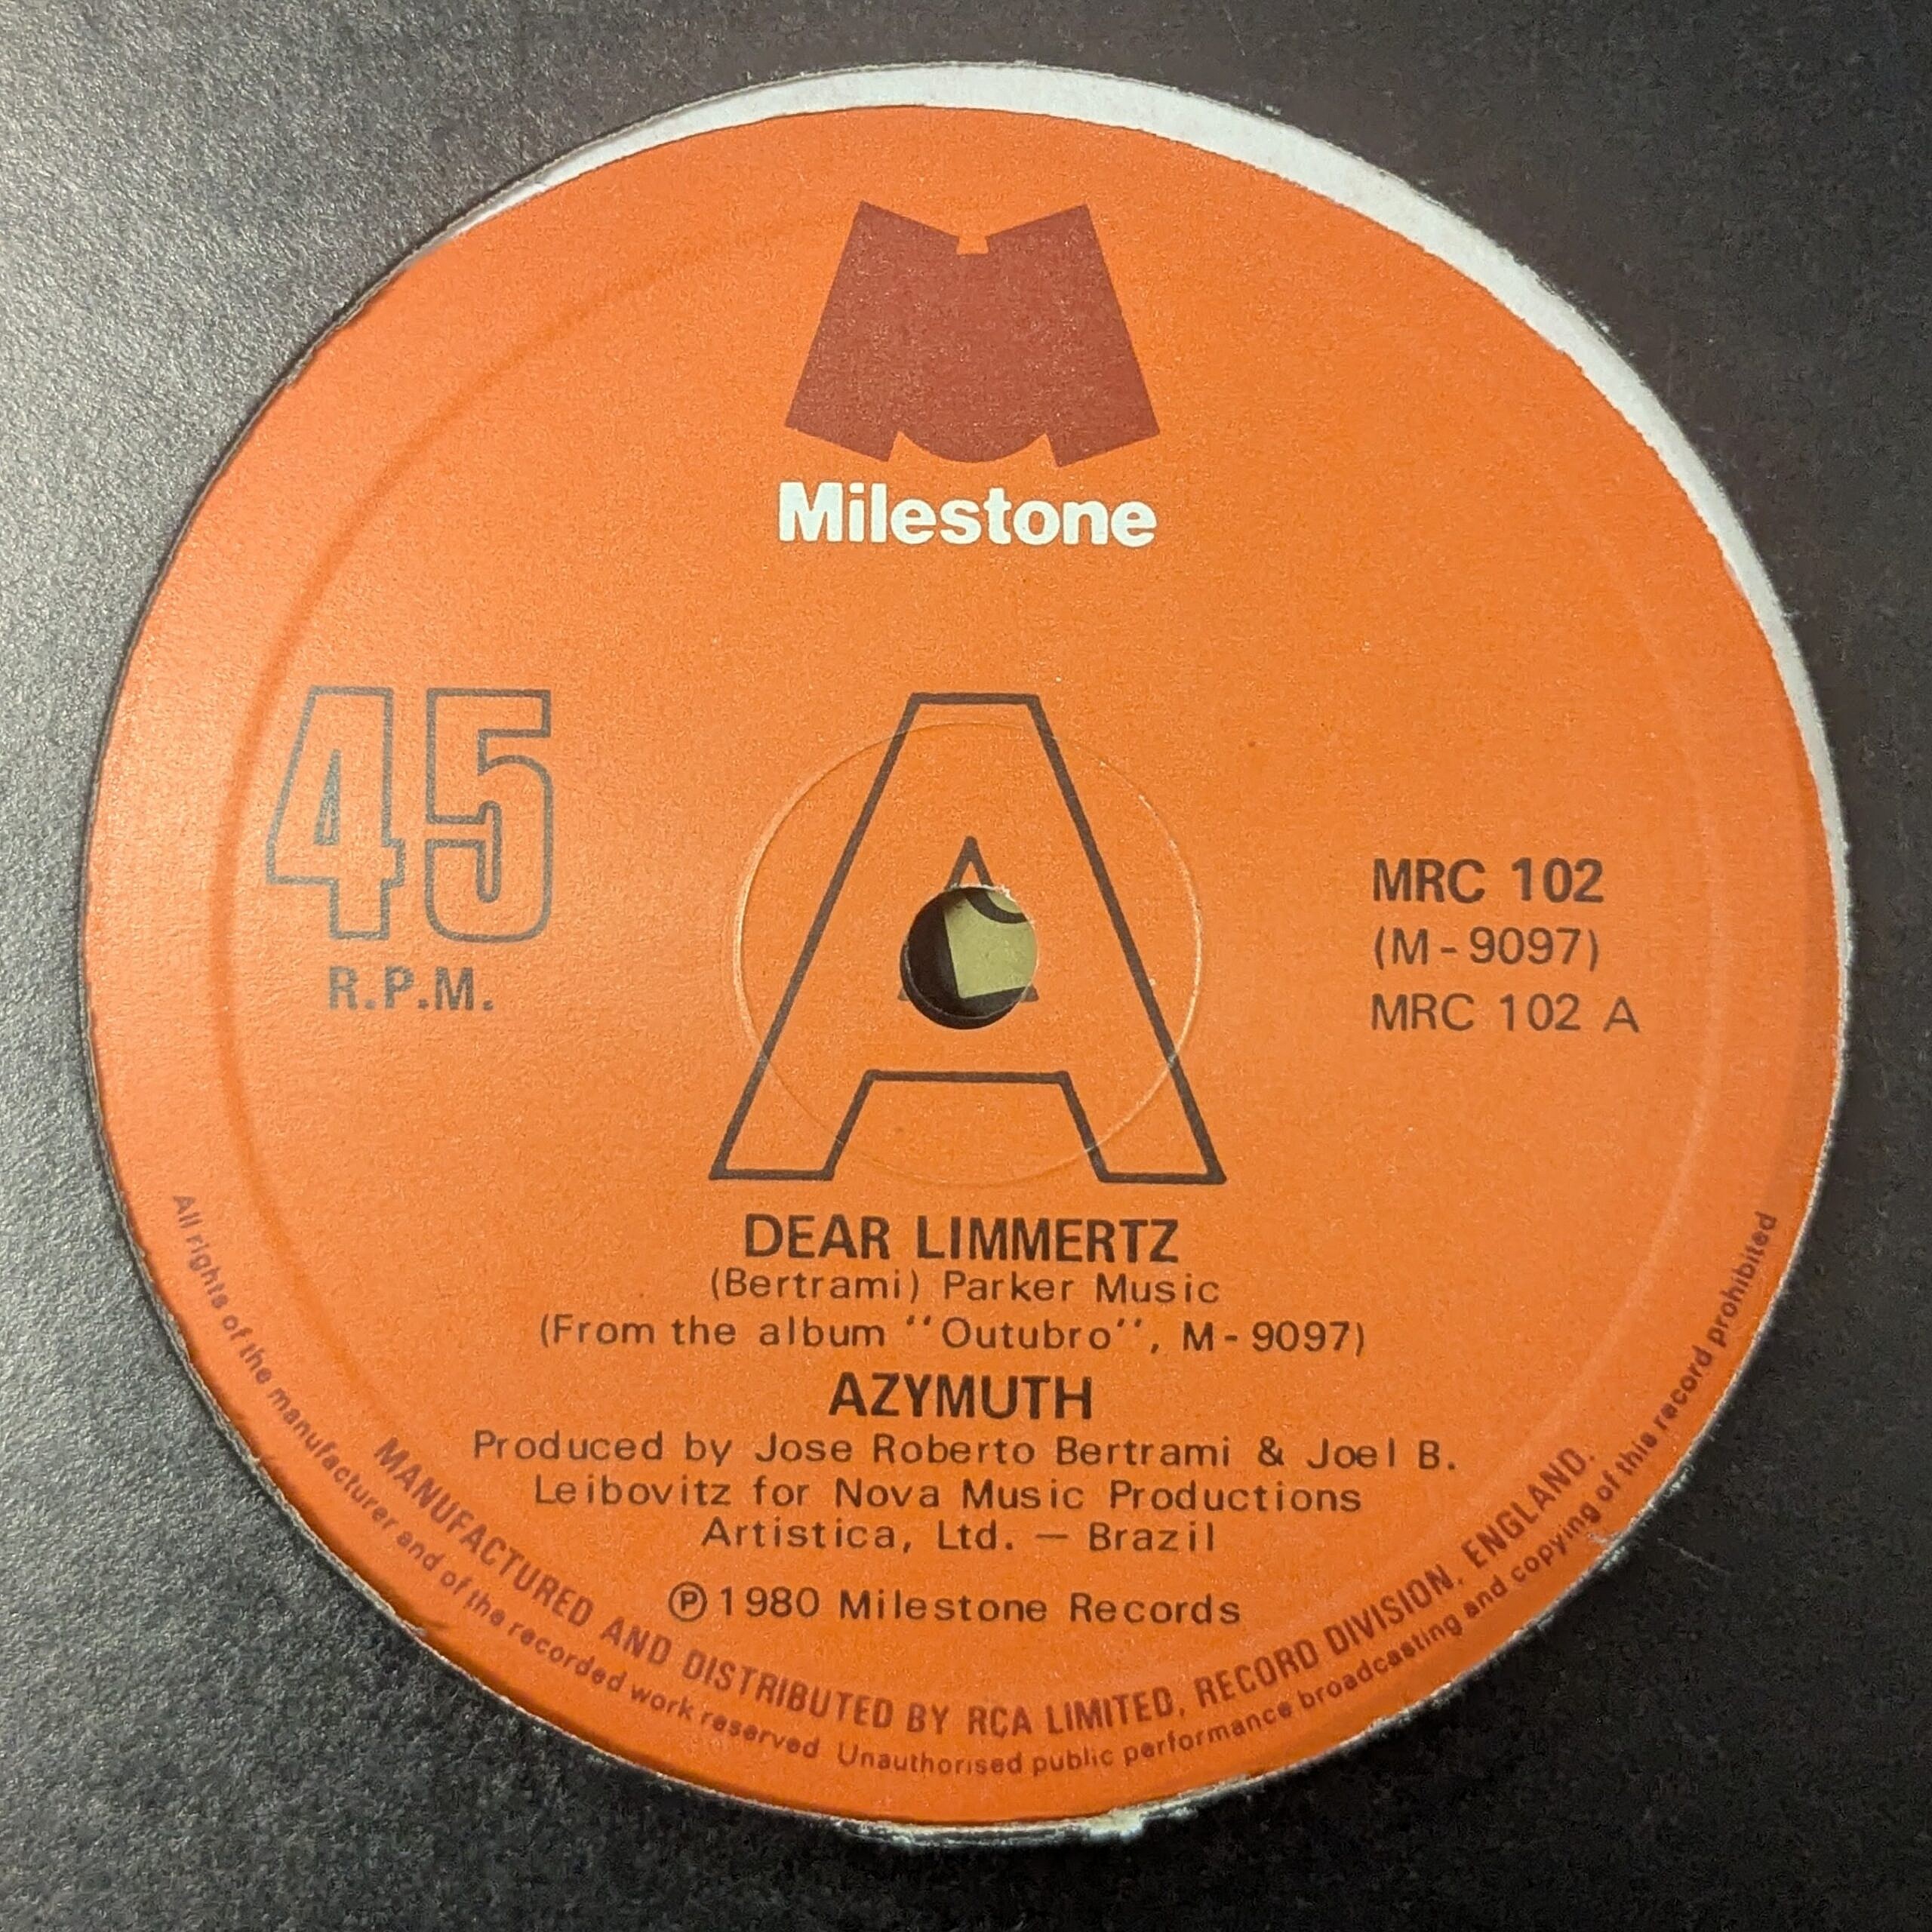 Milestone
45
R.P.M.
A
MRC 102
(M-9097)
MRC 102 A
DEAR LIMMERTZ
(Bertrami) Parker Music
(From the album ''Outubro'', M-9097)
AZYMUTH
Produced by Jose Roberto Bertrami & Joel B.
Leibovitz for Nova Music Productions
Artistica, Ltd. — Brazil
℗ 1980 Milestone Records
MANUFACTURED AND DISTRIBUTED BY RCA LIMITED, RECORD DIVISION, ENGLAND.
All rights of the manufacturer and of the recorded work reserved Unauthorised public performance broadcasting and copying of this record prohibited